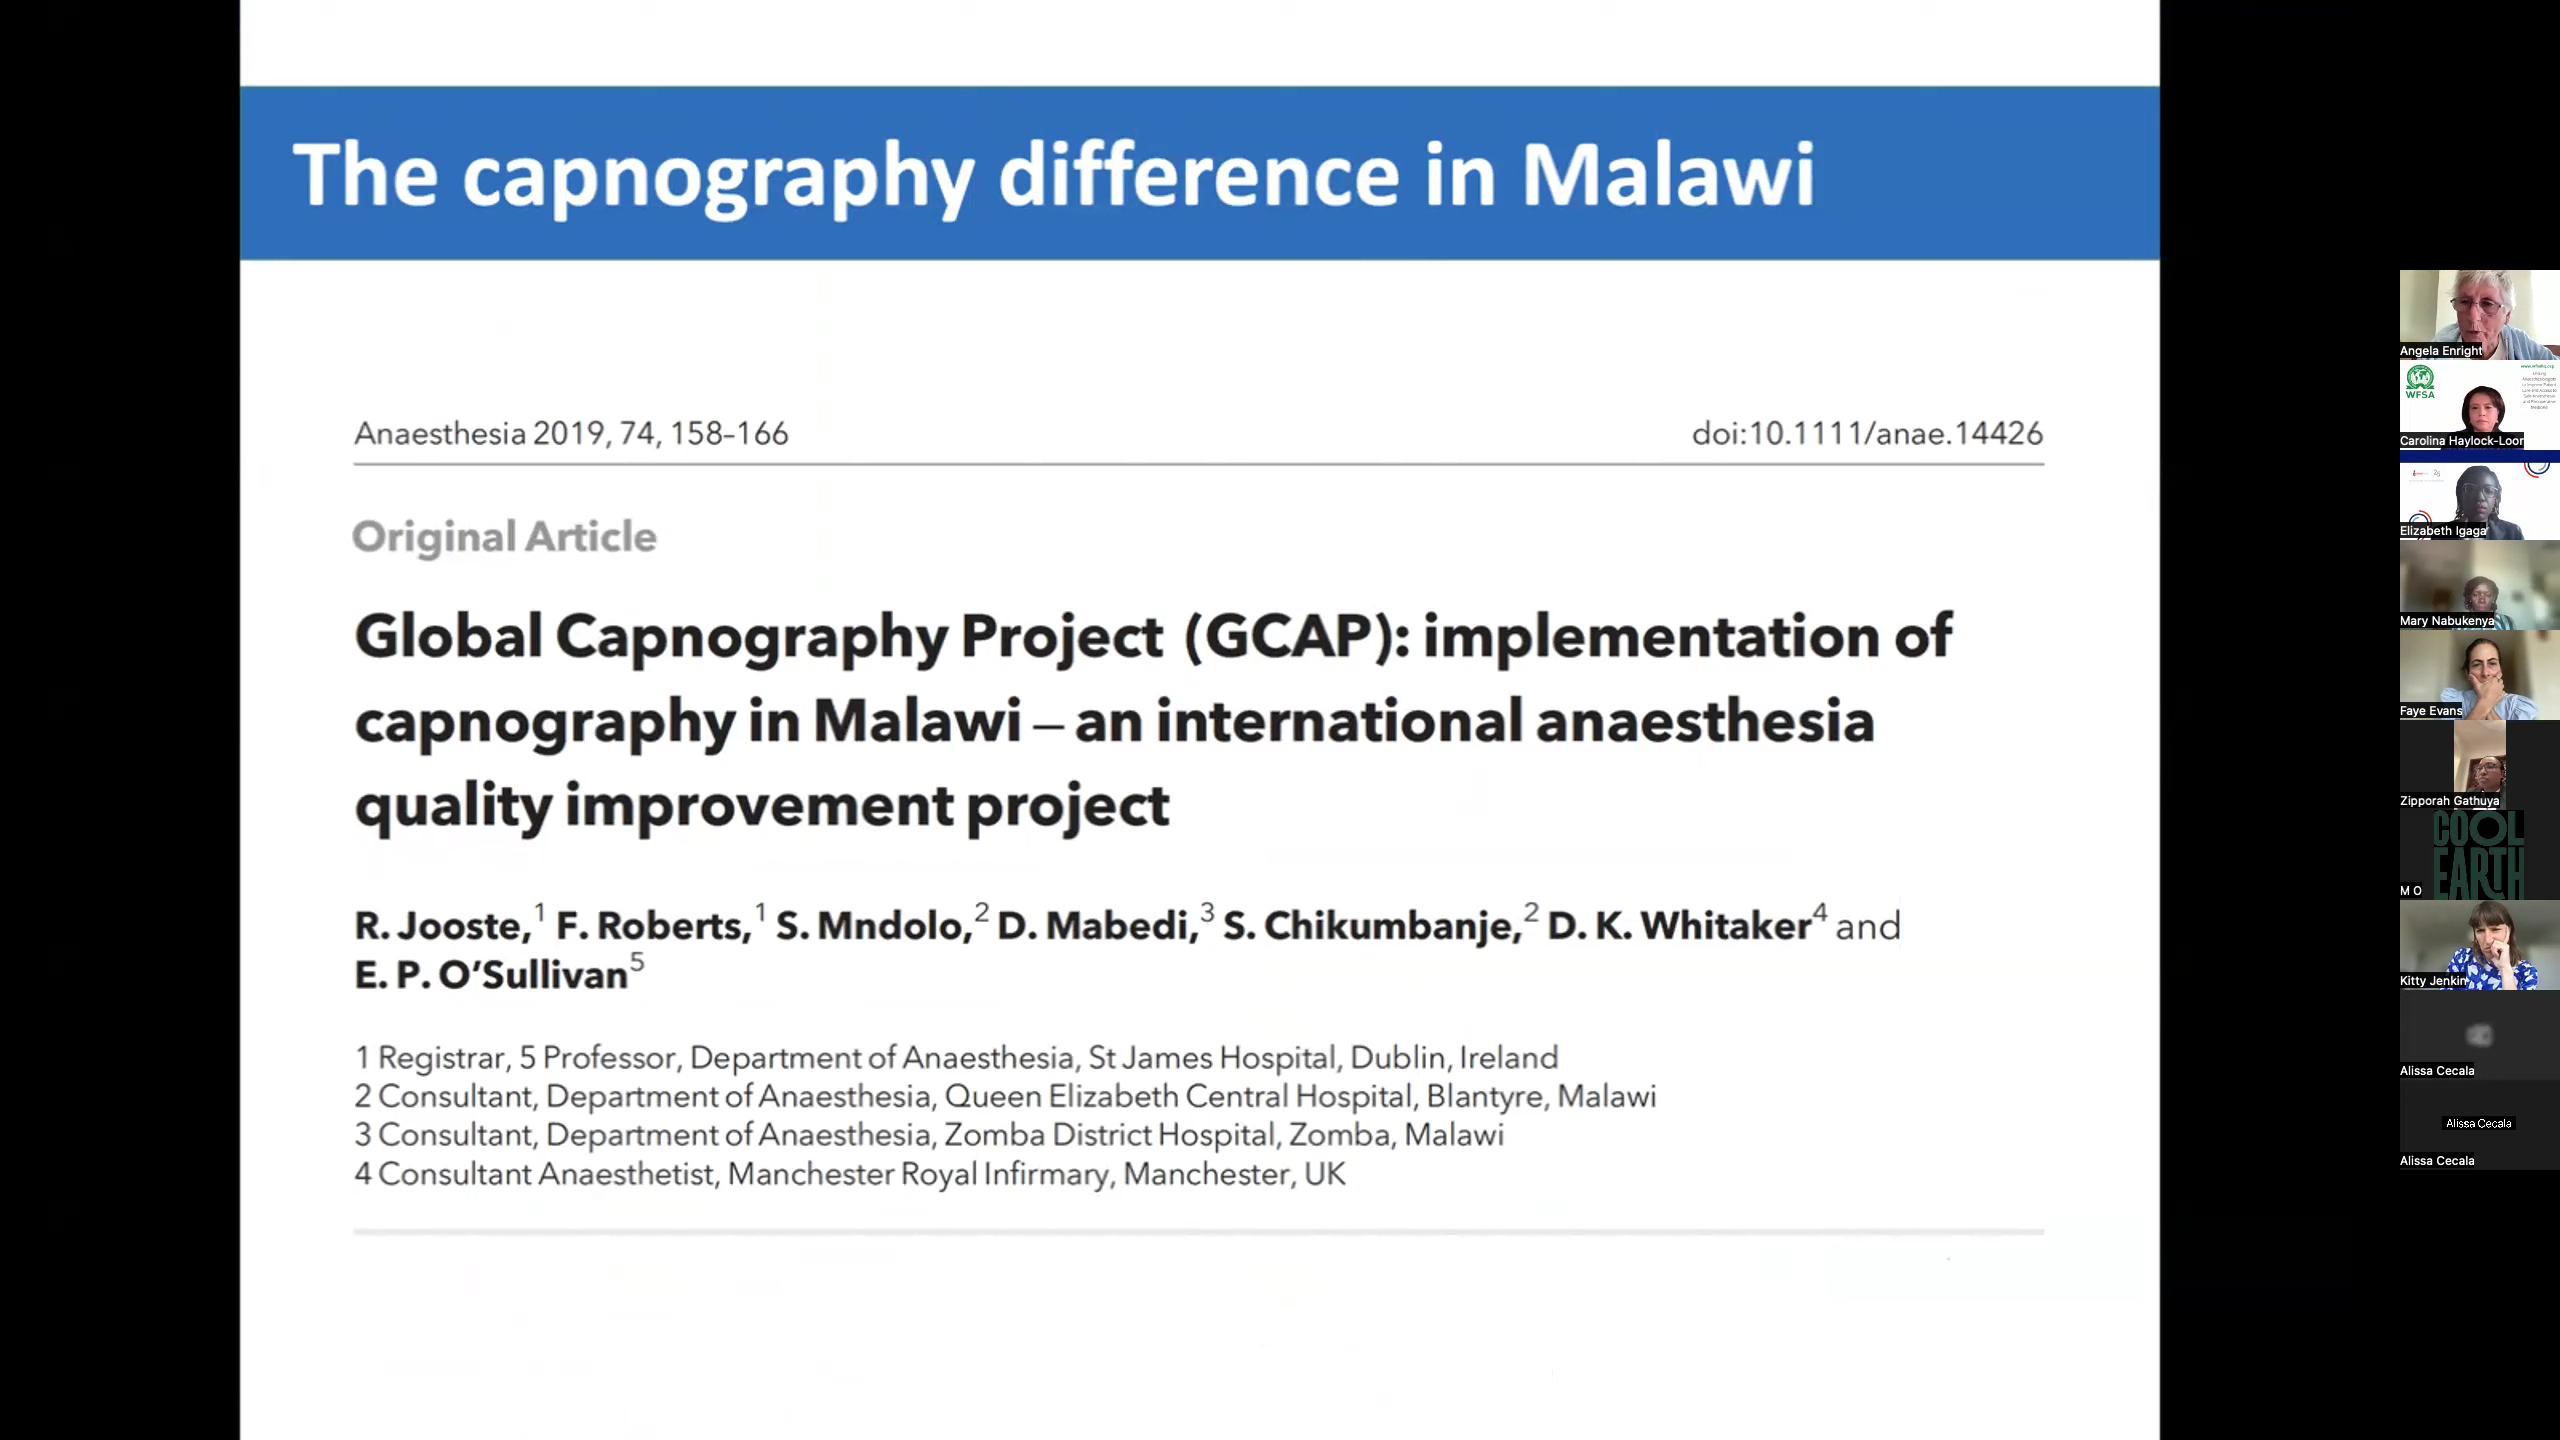 The capnography difference in Malawi
Anaesthesia 2019, 74, 158–166
doi:10.1111/anae.14426
Original Article
Global Capnography Project (GCAP): implementation of
capnography in Malawi – an international anaesthesia
quality improvement project
R. Jooste,1 F. Roberts,1 S. Mndolo,2 D. Mabedi,3 S. Chikumbanje,2 D. K. Whitaker4 and
E. P. O’Sullivan5
1 Registrar, 5 Professor, Department of Anaesthesia, St James Hospital, Dublin, Ireland
2 Consultant, Department of Anaesthesia, Queen Elizabeth Central Hospital, Blantyre, Malawi
3 Consultant, Department of Anaesthesia, Zomba District Hospital, Zomba, Malawi
4 Consultant Anaesthetist, Manchester Royal Infirmary, Manchester, UK
Angela Enright
WFSA
Carolina Haylock-Loor
Elizabeth Igaga
Mary Nabukenya
Faye Evans
Zipporah Gathuya
COOL
EARTH
M O
Kitty Jenkin
Alissa Cecala
Alissa Cecala
Alissa Cecala